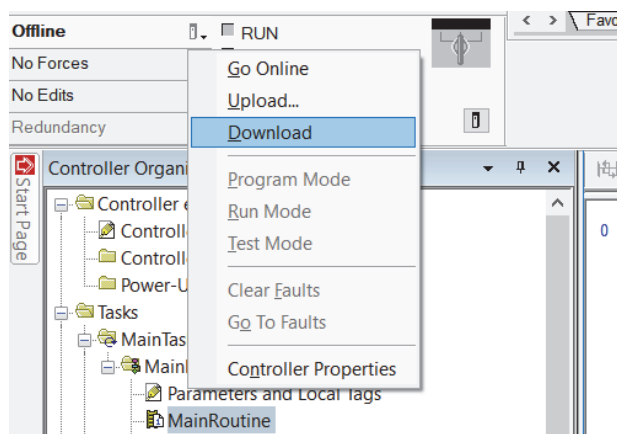 Offline
RUN
Favo
No Forces
No Edits
Redundancy
Go Online
Upload...
Download
Program Mode
Run Mode
Test Mode
Clear Faults
Go To Faults
Controller Properties
Start Page
Controller Organi
Controller
Controll
Controll
Power-U
Tasks
MainTas
Main
Parameters and Local Tags
MainRoutine
0